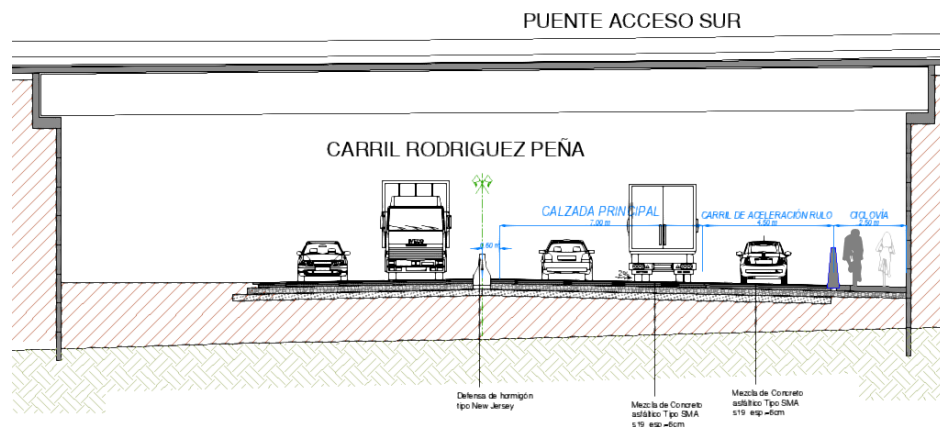 PUENTE ACCESO SUR
CARRIL RODRIGUEZ PEÑA
CALZADA PRINCIPAL
7.00 m
CARRIL DE ACELERACIÓN RULO
4.50 m
CICLOVÍA
2.50 m
0.60 m
Defensa de hormigón
tipo New Jersey
Mezcla de Concreto
asfáltico Tipo SMA
s19 esp=6cm
Mezcla de Concreto
asfáltico Tipo SMA
s19 esp=6cm